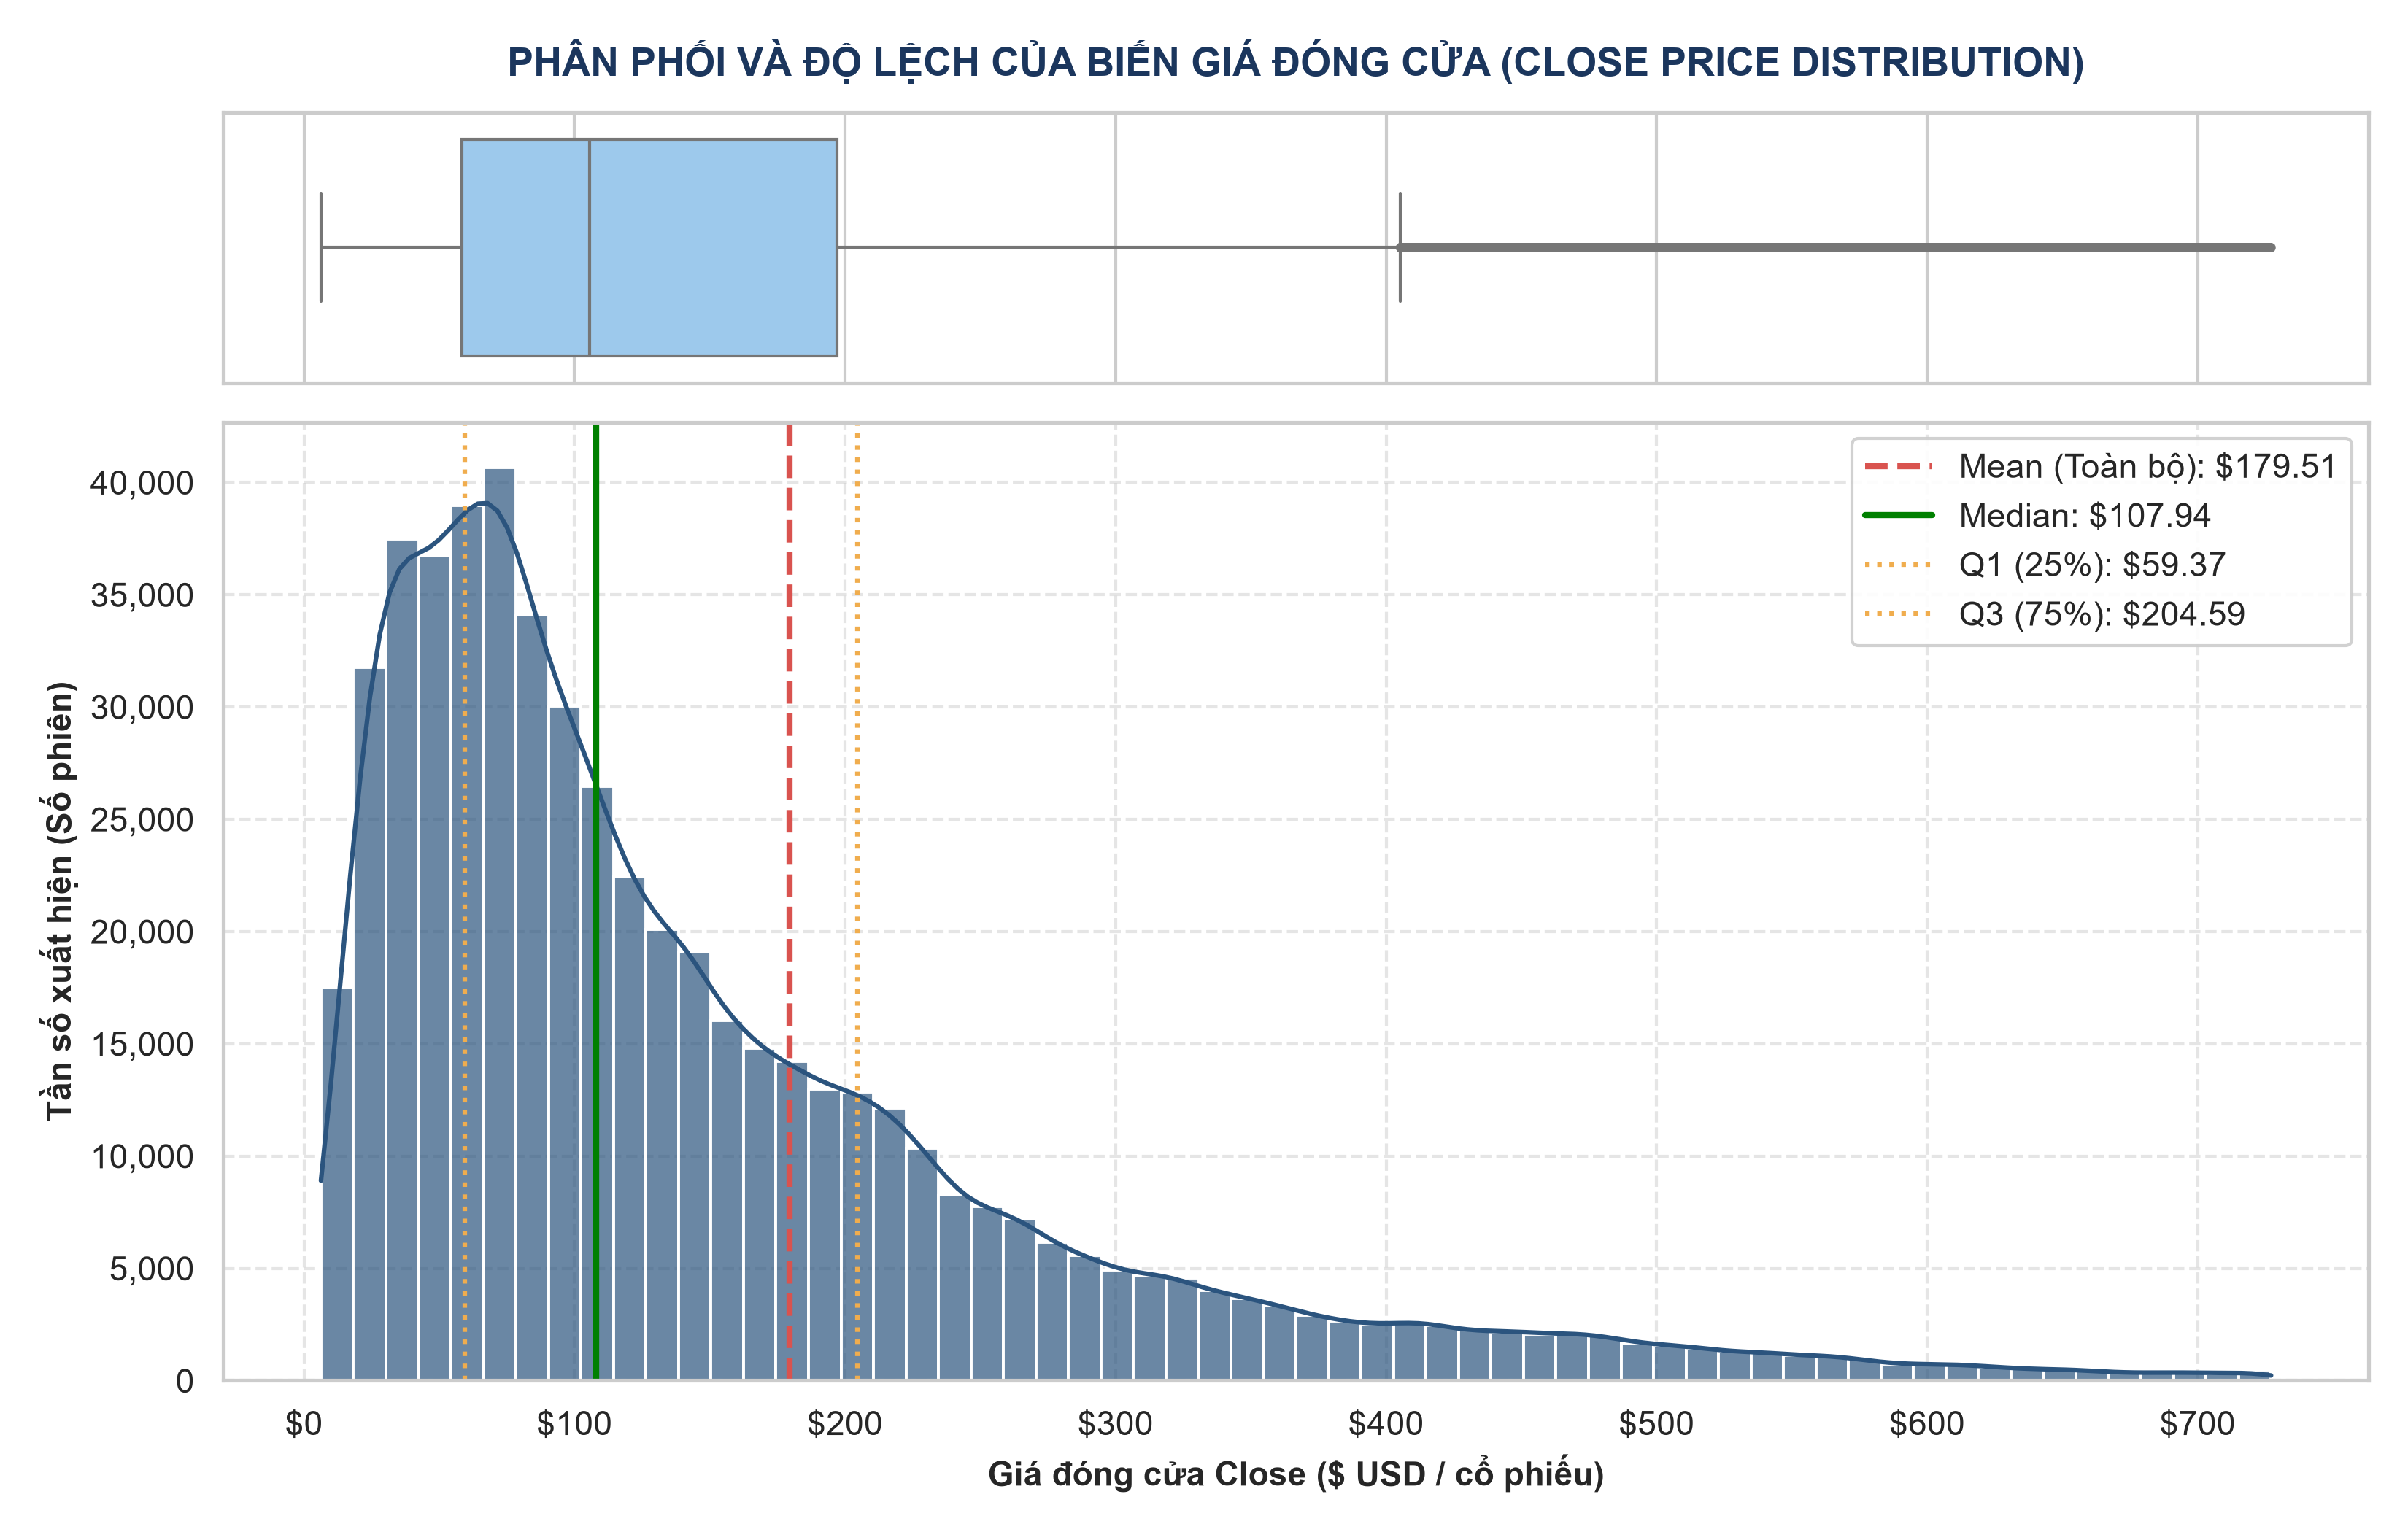 PHÂN PHỐI VÀ ĐỘ LỆCH CỦA BIẾN GIÁ ĐÓNG CỬA (CLOSE PRICE DISTRIBUTION)
Mean (Toàn bộ): $179.51
Median: $107.94
Q1 (25%): $59.37
Q3 (75%): $204.59
Tần số xuất hiện (Số phiên)
40,000
35,000
30,000
25,000
20,000
15,000
10,000
5,000
0
$0 $100 $200 $300 $400 $500 $600 $700
Giá đóng cửa Close ($ USD / cổ phiếu)